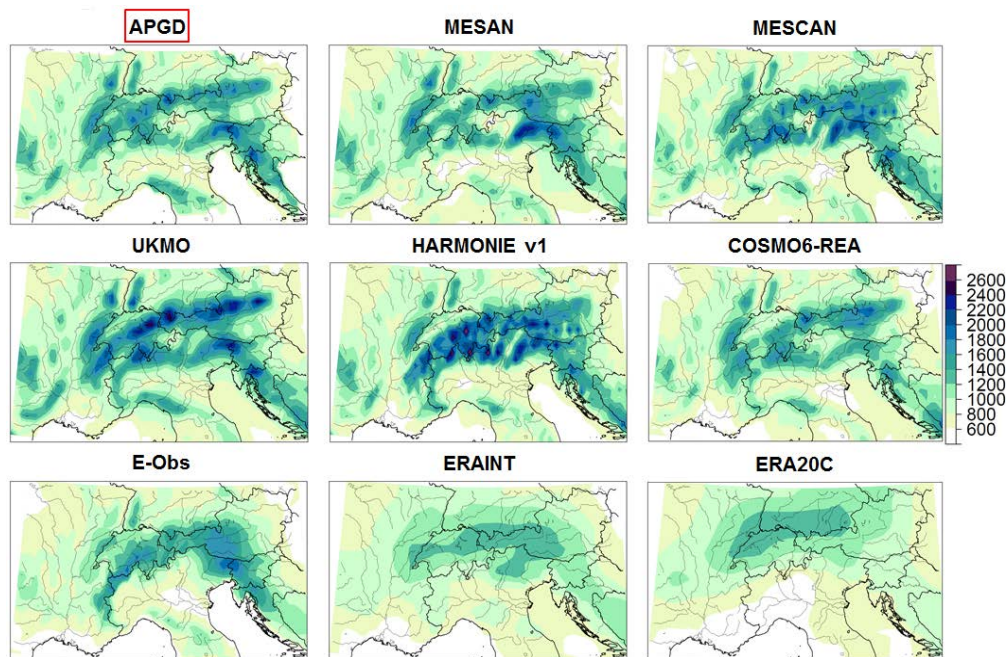 APGD
MESAN
MESCAN
UKMO
HARMONIE v1
COSMO6-REA
2600
2400
2200
2000
1800
1600
1400
1200
1000
800
600
E-Obs
ERAINT
ERA20C